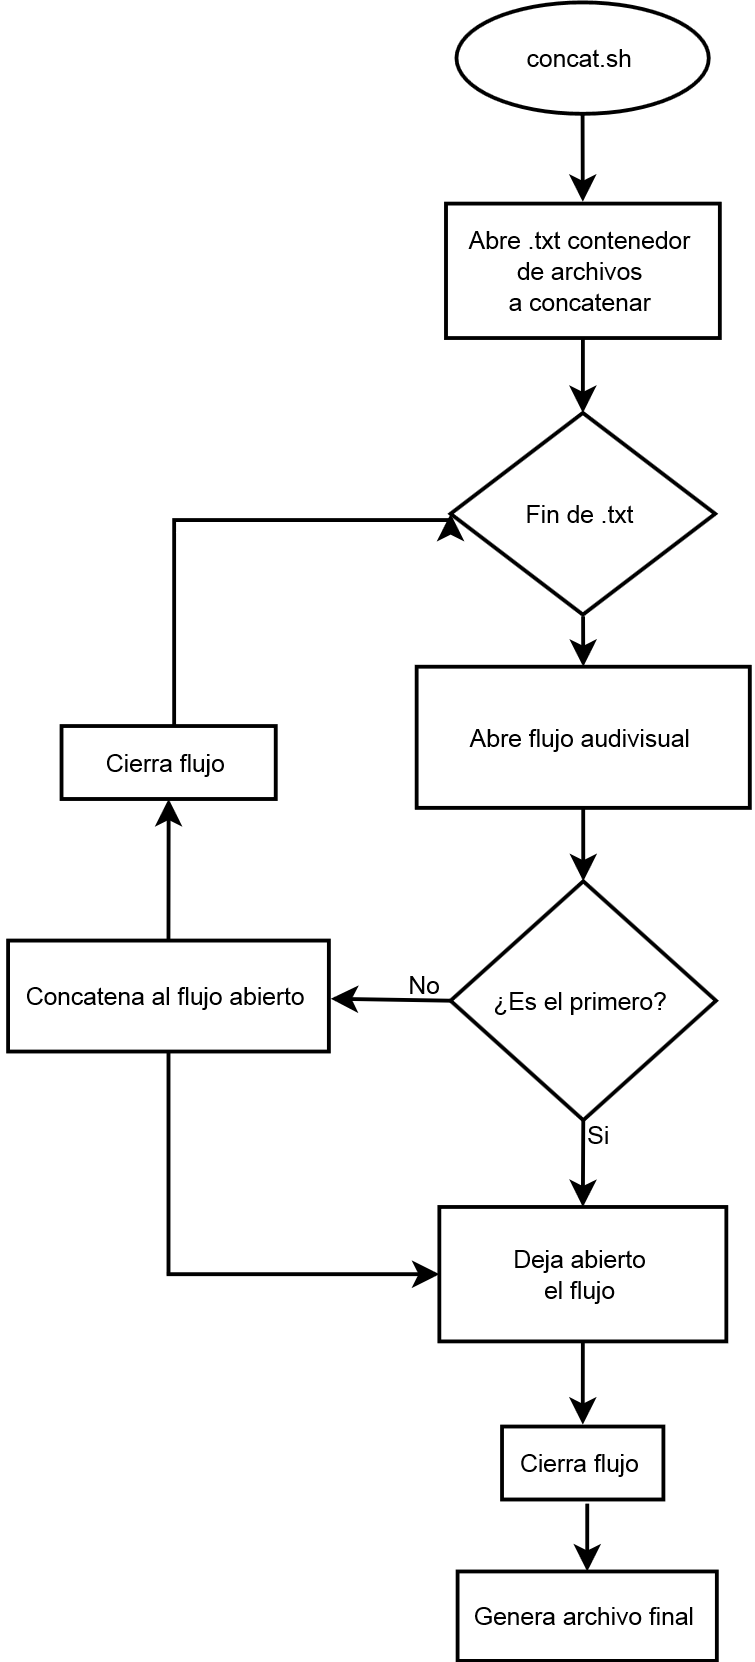 concat.sh
Abre .txt contenedor
de archivos
a concatenar
Fin de .txt
Abre flujo audivisual
Cierra flujo
Concatena al flujo abierto
No
¿Es el primero?
Si
Deja abierto
el flujo
Cierra flujo
Genera archivo final